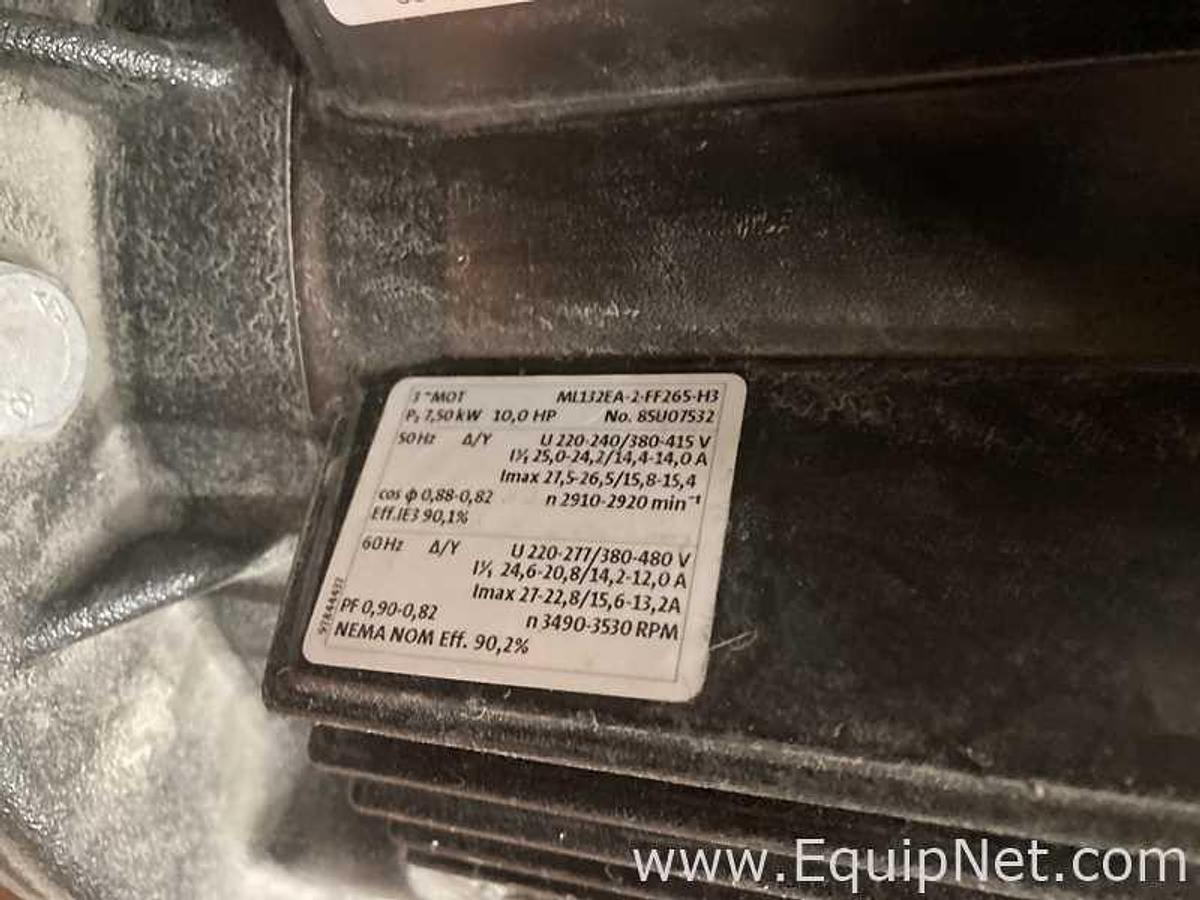 3 ~MOT ML132EA-2-FF265-H3
P₂ 7,50 kW 10,0 HP No. 85U07532
50 Hz Δ/Y U 220-240/380-415 V
I⅟₁ 25,0-24,2/14,4-14,0 A
Imax 27,5-26,5/15,8-15,4
cos ϕ 0,88-0,82 n 2910-2920 min⁻¹
Eff.IE3 90,1%
60 Hz Δ/Y U 220-277/380-480 V
I⅟₁ 24,6-20,8/14,2-12,0 A
Imax 27-22,8/15,6-13,2A
PF 0,90-0,82 n 3490-3530 RPM
NEMA NOM Eff. 90,2%
www.EquipNet.com